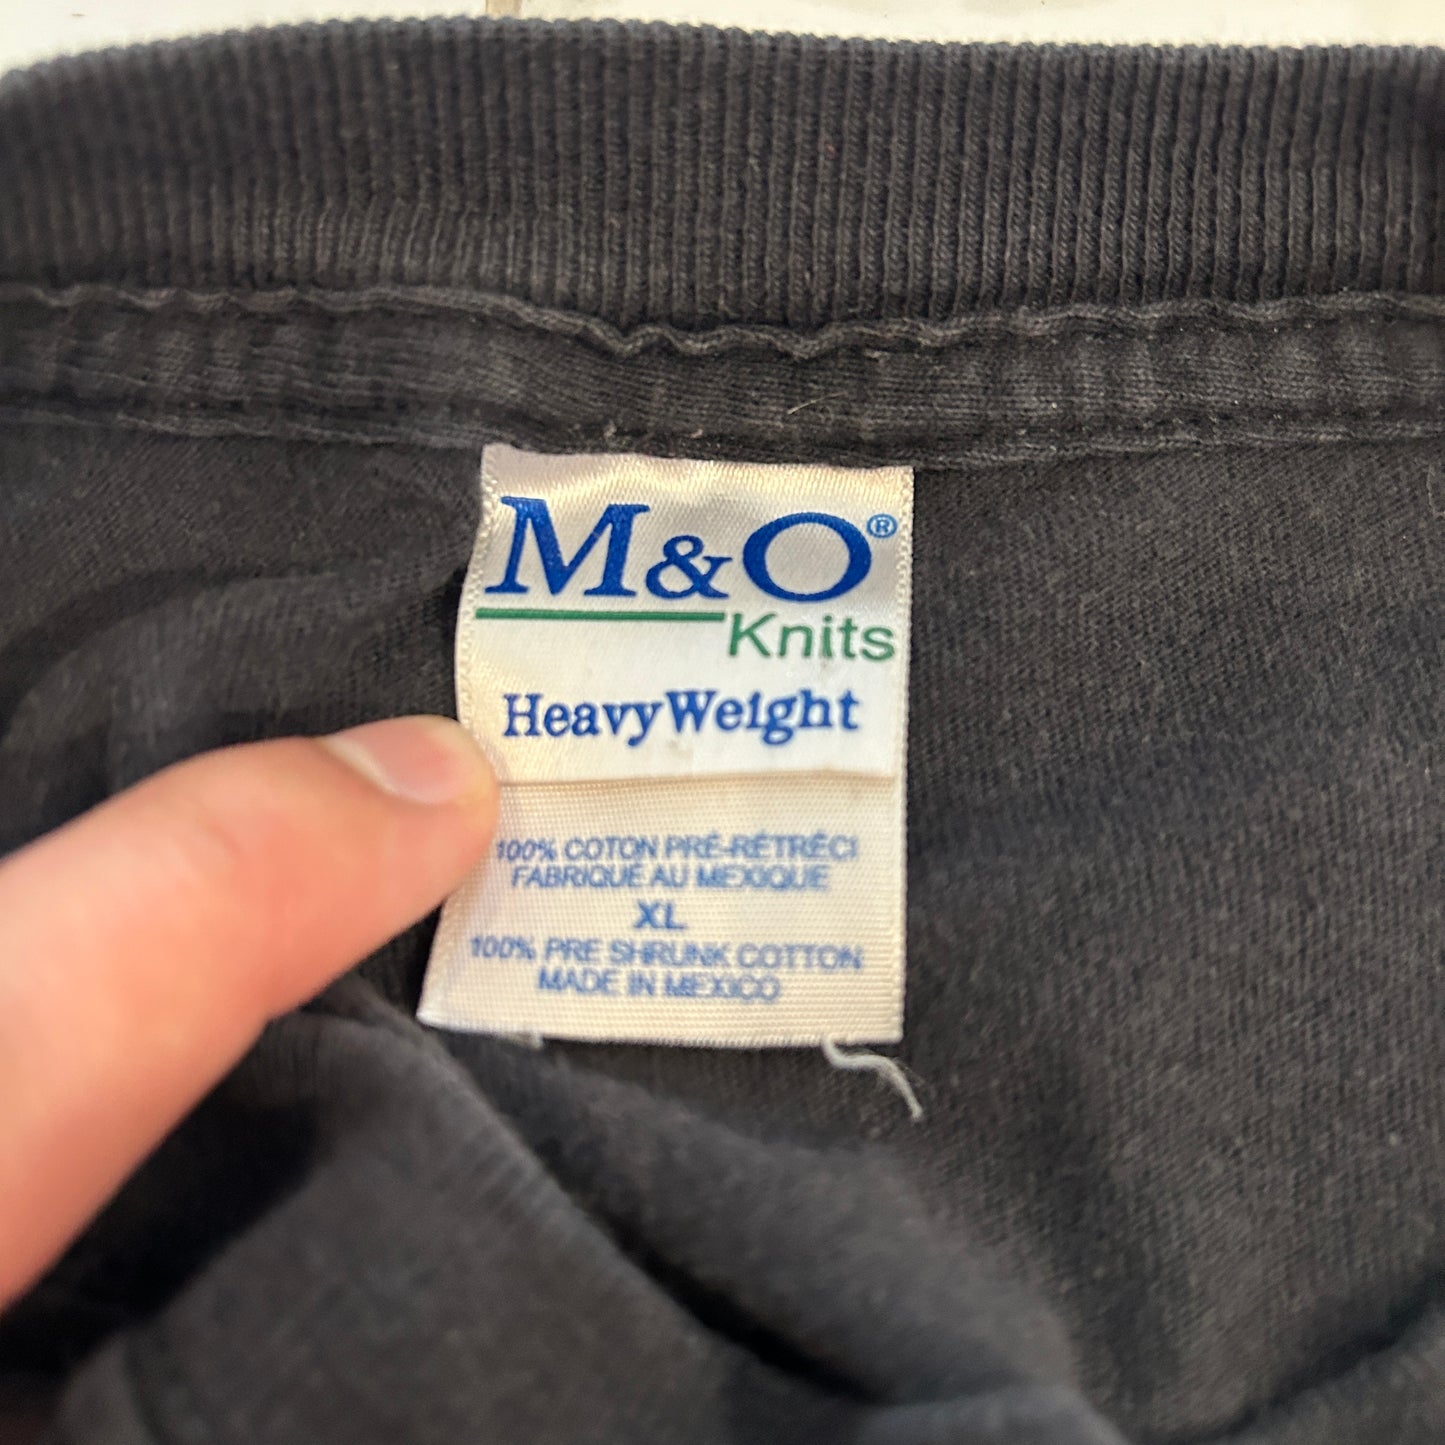 M&O®
Knits
HeavyWeight
100% COTON PRÉ-RÉTRÉCI
FABRIQUÉ AU MEXIQUE
XL
100% PRE SHRUNK COTTON
MADE IN MEXICO